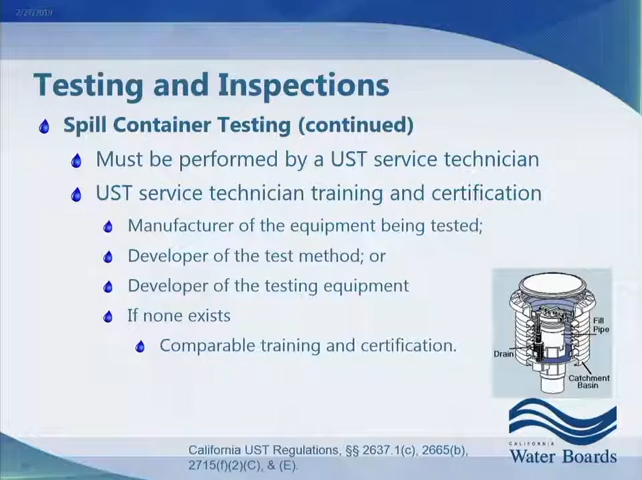 2/27/2019
Testing and Inspections
Spill Container Testing (continued)
Must be performed by a UST service technician
UST service technician training and certification
Manufacturer of the equipment being tested;
Developer of the test method; or
Developer of the testing equipment
If none exists
Comparable training and certification.
Fill
Pipe
Drain
Catchment
Basin
California UST Regulations, §§ 2637.1(c), 2665(b),
2715(f)(2)(C), & (E).
CALIFORNIA
Water Boards